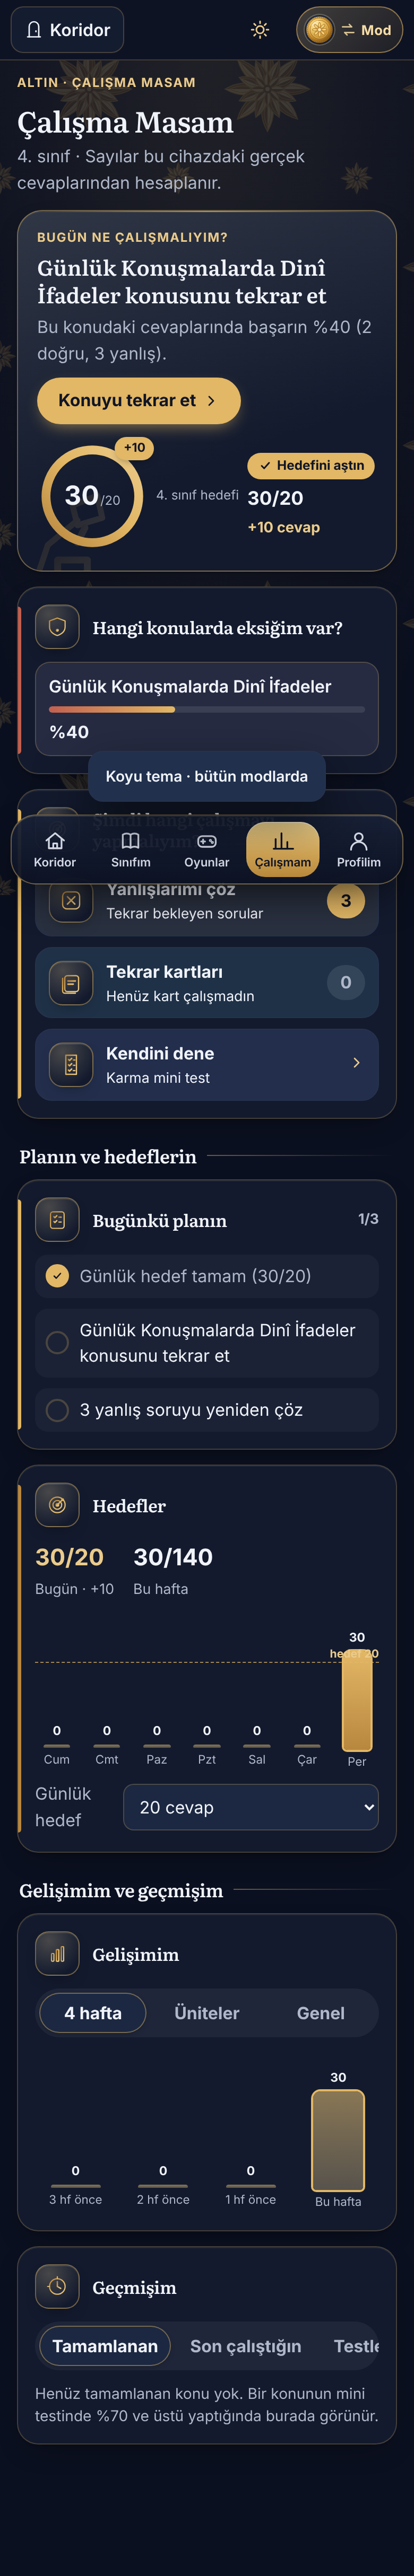 Koridor
Mod
ALTIN · ÇALIŞMA MASAM
Çalışma Masam
4. sınıf · Sayılar bu cihazdaki gerçek
cevaplarından hesaplanır.
BUGÜN NE ÇALIŞMALIYIM?
Günlük Konuşmalarda Dinî
İfadeler konusunu tekrar et
Bu konudaki cevaplarında başarın %40 (2
doğru, 3 yanlış).
Konuyu tekrar et
+10
30/20
4. sınıf hedefi
Hedefini aştın
30/20
+10 cevap
Hangi konularda eksiğim var?
Günlük Konuşmalarda Dinî İfadeler
%40
Koyu tema · bütün modlarda
Şimdi hangi çalışmayı
yapmalıyım?
Koridor
Sınıfım
Oyunlar
Çalışmam
Profilim
Yanlışlarımı çöz
Tekrar bekleyen sorular
3
Tekrar kartları
Henüz kart çalışmadın
0
Kendini dene
Karma mini test
Planın ve hedeflerin
Bugünkü planın
1/3
Günlük hedef tamam (30/20)
Günlük Konuşmalarda Dinî İfadeler
konusunu tekrar et
3 yanlış soruyu yeniden çöz
Hedefler
30/20
Bugün · +10
30/140
Bu hafta
30
hedef 20
0 0 0 0 0 0
Cum Cmt Paz Pzt Sal Çar Per
Günlük
hedef
20 cevap
Gelişimim ve geçmişim
Gelişimim
4 hafta
Üniteler
Genel
30
0 0 0
3 hf önce 2 hf önce 1 hf önce Bu hafta
Geçmişim
Tamamlanan
Son çalıştığın
Testle
Henüz tamamlanan konu yok. Bir konunun mini
testinde %70 ve üstü yaptığında burada görünür.